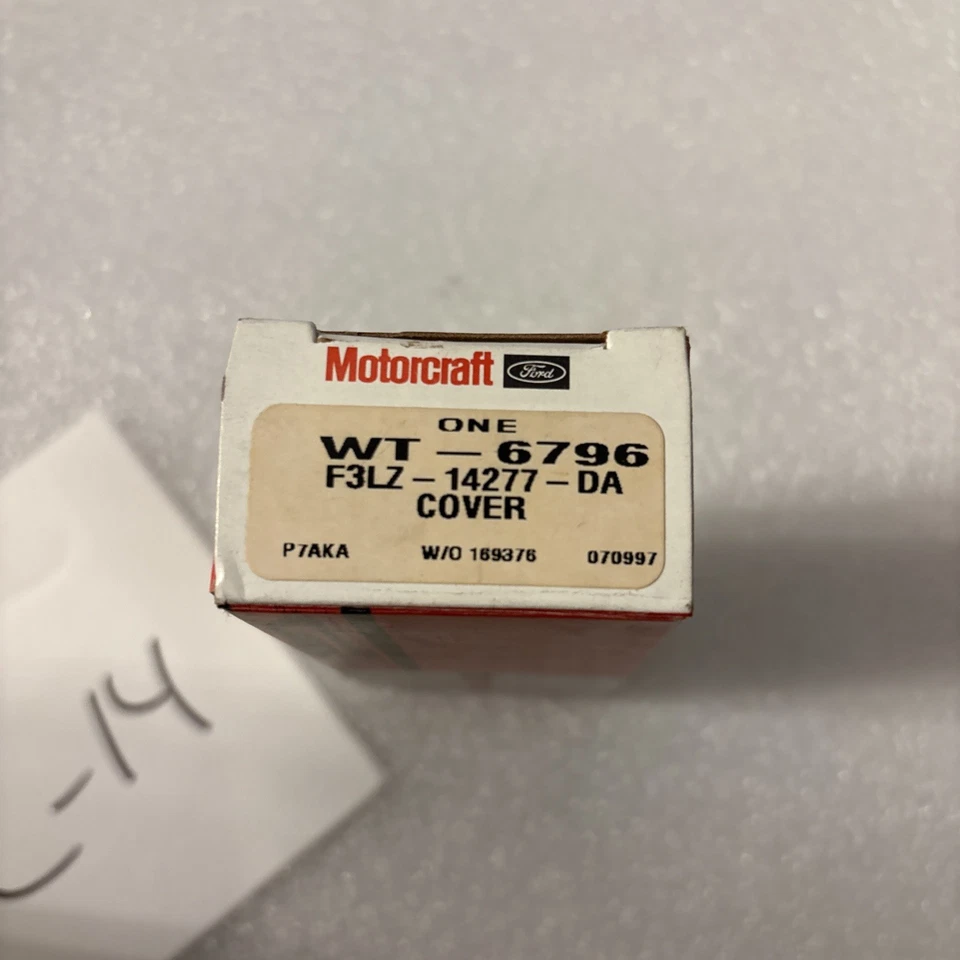 Motorcraft Ford
ONE
WT - 6796
F3LZ - 14277 - DA
COVER
P7AKA W/O 169376 070997
-14